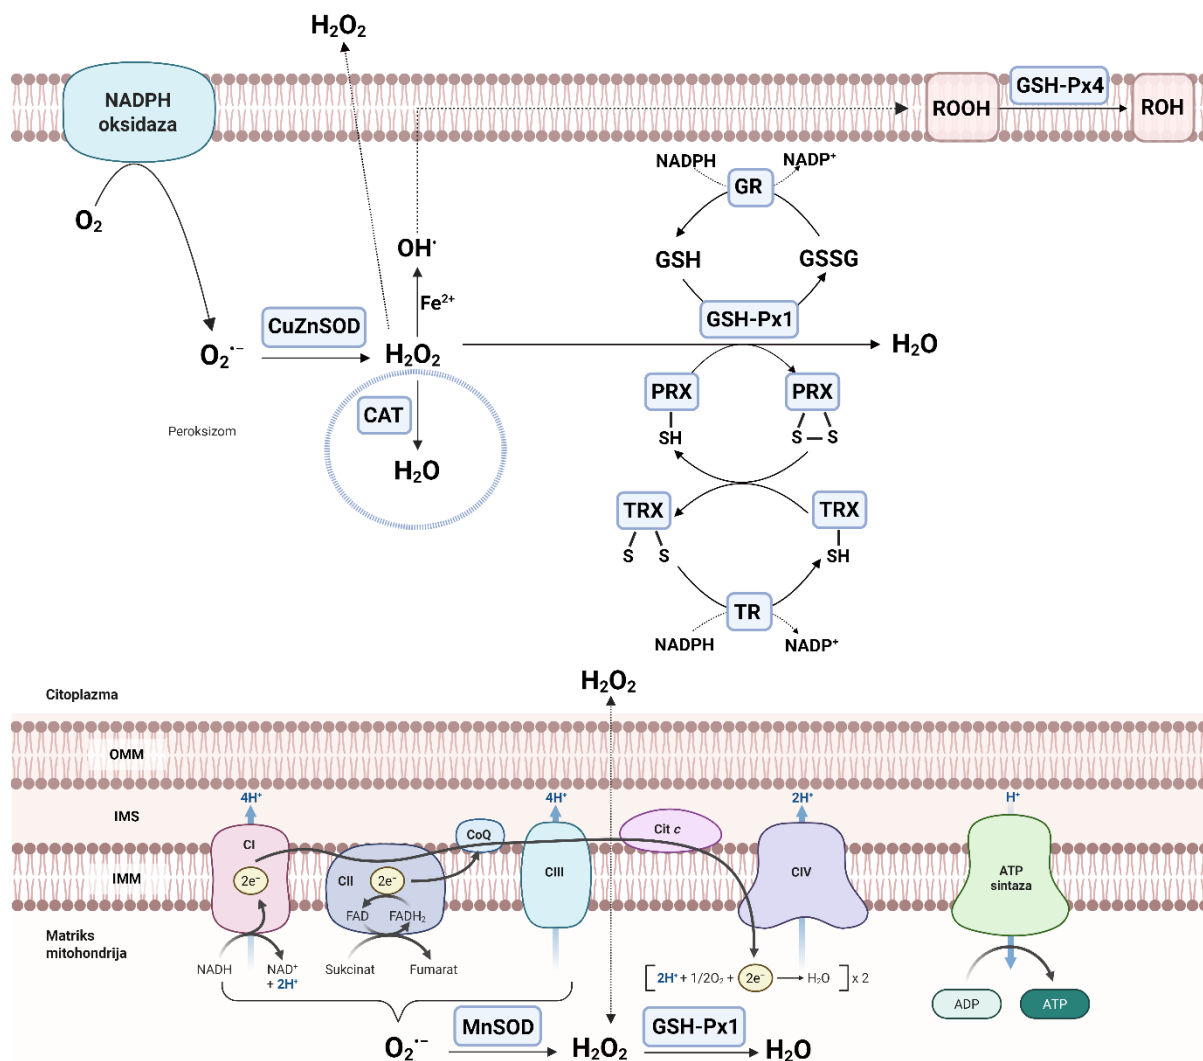 H₂O₂
NADPH
oksidaza
ROOH
GSH-Px4
ROH
O₂
NADPH
NADP⁺
GR
GSH
GSSG
OH˙
Fe²⁺
CuZnSOD
GSH-Px1
O₂˙⁻
H₂O₂
H₂O
PRX
PRX
SH
S
S
Peroksizom
CAT
H₂O
TRX
TRX
S
S
SH
TR
NADPH
NADP⁺
H₂O₂
Citoplazma
OMM
4H⁺
4H⁺
2H⁺
H⁺
IMS
CoQ
Cit c
CI
CII
CIII
CIV
ATP
sintaza
IMM
2e⁻
2e⁻
FAD
FADH₂
Matriks
mitohondrija
NADH
NAD⁺
+ 2H⁺
Sukcinat
Fumarat
[ 2H⁺ + 1/2O₂ + 2e⁻ → H₂O ] x 2
ADP
ATP
O₂˙⁻
MnSOD
H₂O₂
GSH-Px1
H₂O